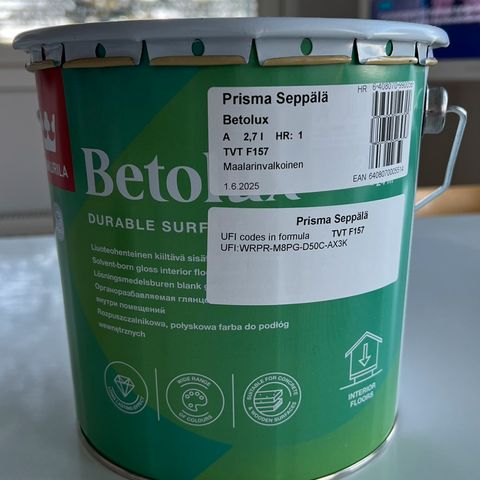 Prisma Seppälä
Betolux
A 2,7 l HR: 1
TVT F157
Maalarinvalkoinen
1.6.2025
HR
EAN 6408070005514
Prisma Seppälä
UFI codes in formula TVT F157
UFI:WRPR-M8PG-D50C-AX3K
Betolux
DURABLE SURF
Liuoteohenteinen kiiltävä sisä
Solvent-born gloss interior floo
Lösningsmedelsburen blank g
Органоразбавляемая глянце
внутри помещений
Rozpuszczalnikowa, połyskowa farba do podłóg
wewnętrznych
WIDE RANGE
OF COLOURS
SUITABLE FOR CONCRETE
& WOODEN SURFACES
INTERIOR
FLOORS